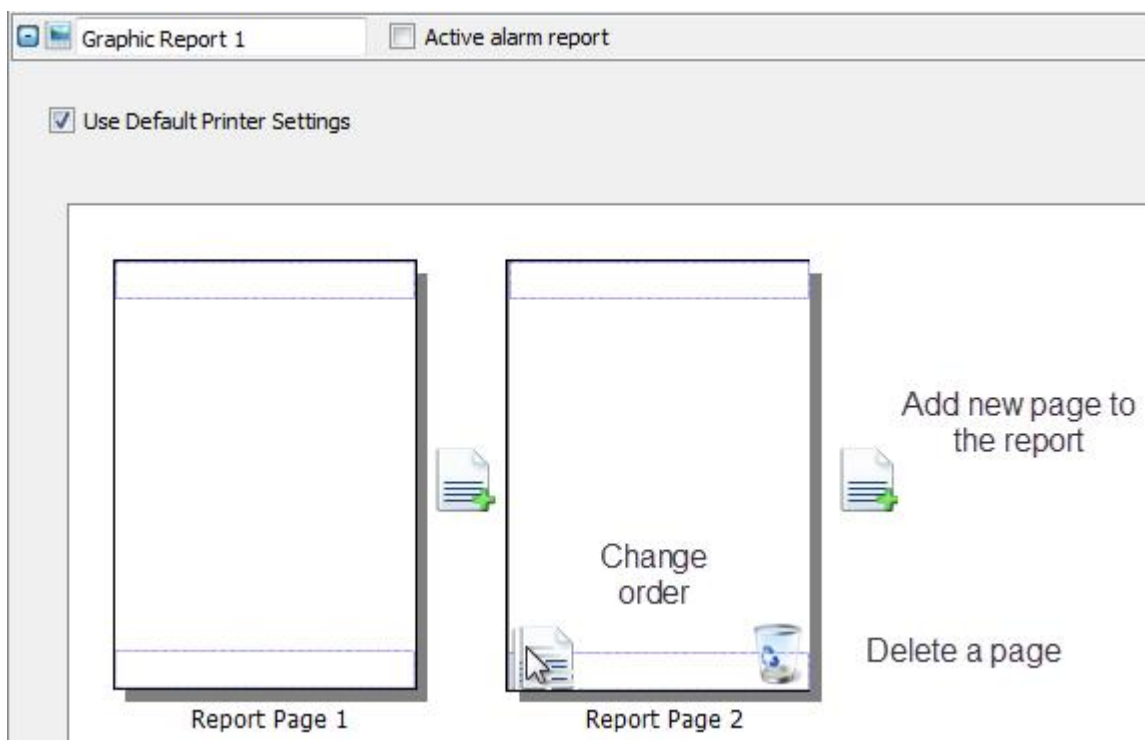 Graphic Report 1 Active alarm report
Use Default Printer Settings
Add new page to
the report
Change
order
Delete a page
Report Page 1 Report Page 2